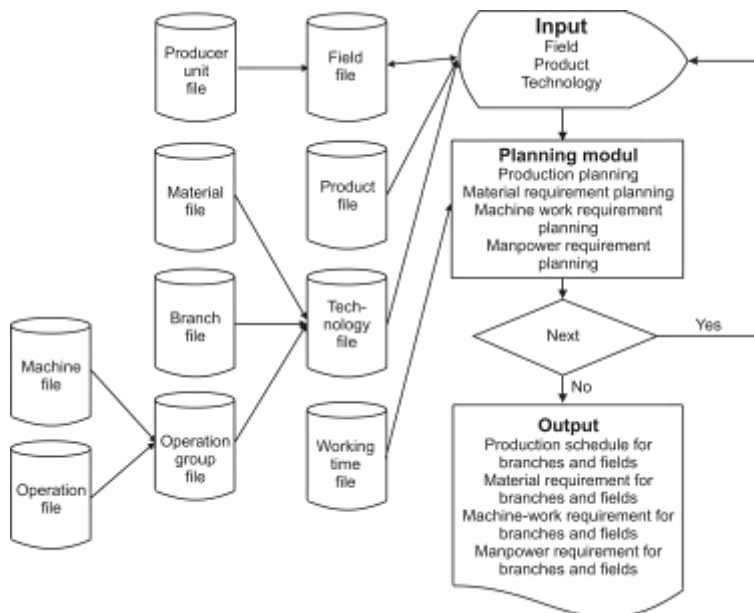 Producer
unit
file
Field
file
Input
Field
Product
Technology
Material
file
Product
file
Planning modul
Production planning
Material requirement planning
Machine work requirement
planning
Manpower requirement
planning
Branch
file
Tech-
nology
file
Next
Yes
No
Machine
file
Operation
file
Operation
group
file
Working
time
file
Output
Production schedule for
branches and fields
Material requirement for
branches and fields
Machine-work requirement for
branches and fields
Manpower requirement for
branches and fields